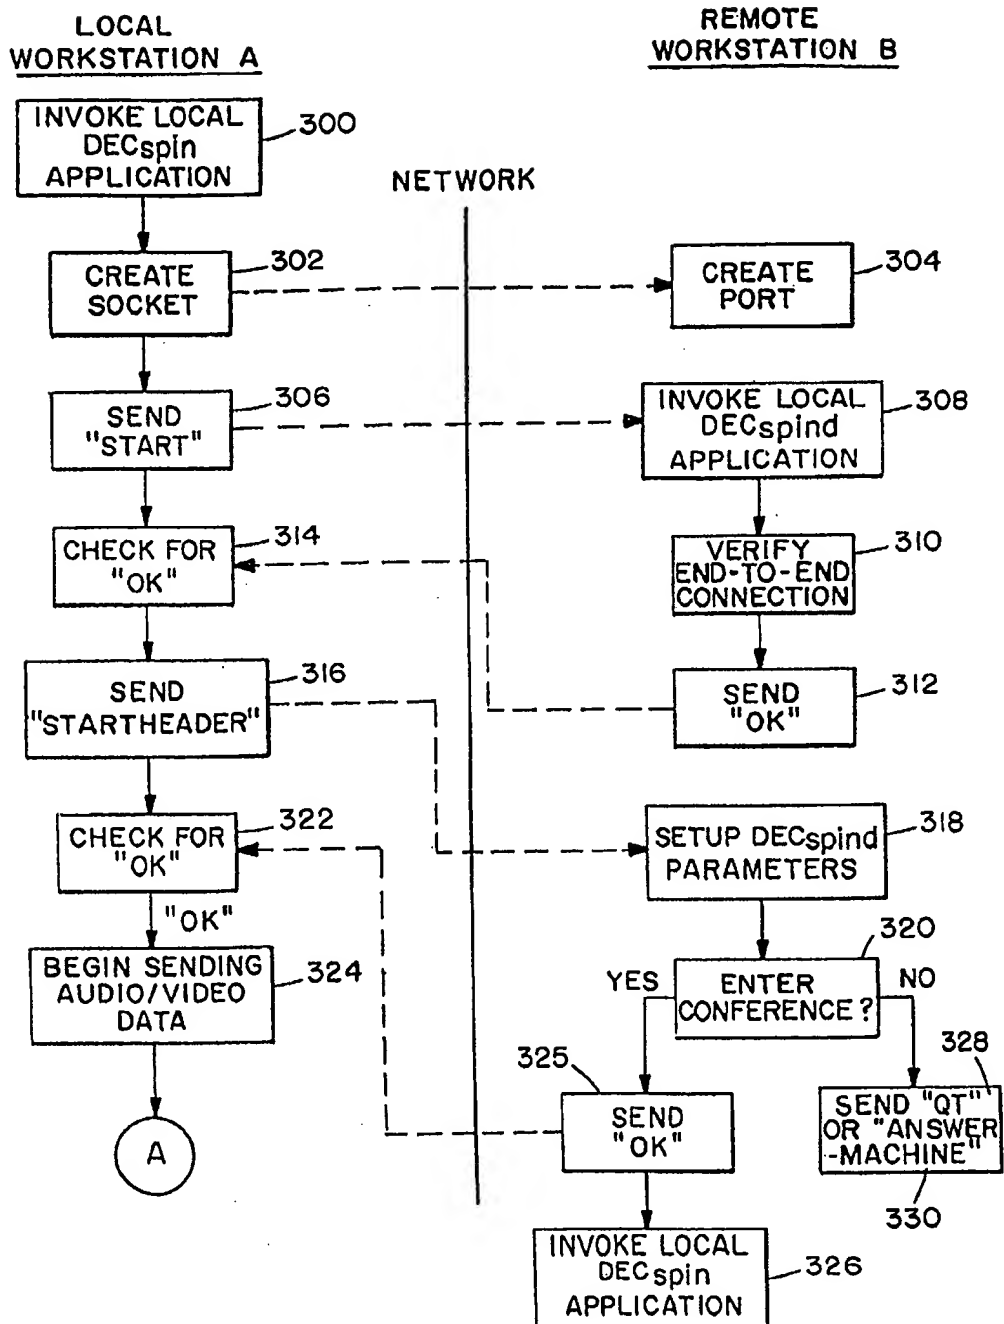 LOCAL
WORKSTATION A
REMOTE
WORKSTATION B
INVOKE LOCAL
DECspin
APPLICATION
300
NETWORK
CREATE
SOCKET
302
CREATE
PORT
304
SEND
"START"
306
INVOKE LOCAL
DECspind
APPLICATION
308
CHECK FOR
"OK"
314
VERIFY
END-TO-END
CONNECTION
310
SEND
"STARTHEADER"
316
SEND
"OK"
312
CHECK FOR
"OK"
322
SETUP DECspind
PARAMETERS
318
"OK"
BEGIN SENDING
AUDIO/VIDEO
DATA
324
320
YES
ENTER
CONFERENCE?
NO
A
325
SEND
"OK"
328
SEND "QT"
OR "ANSWER
-MACHINE"
330
INVOKE LOCAL
DECspin
APPLICATION
326